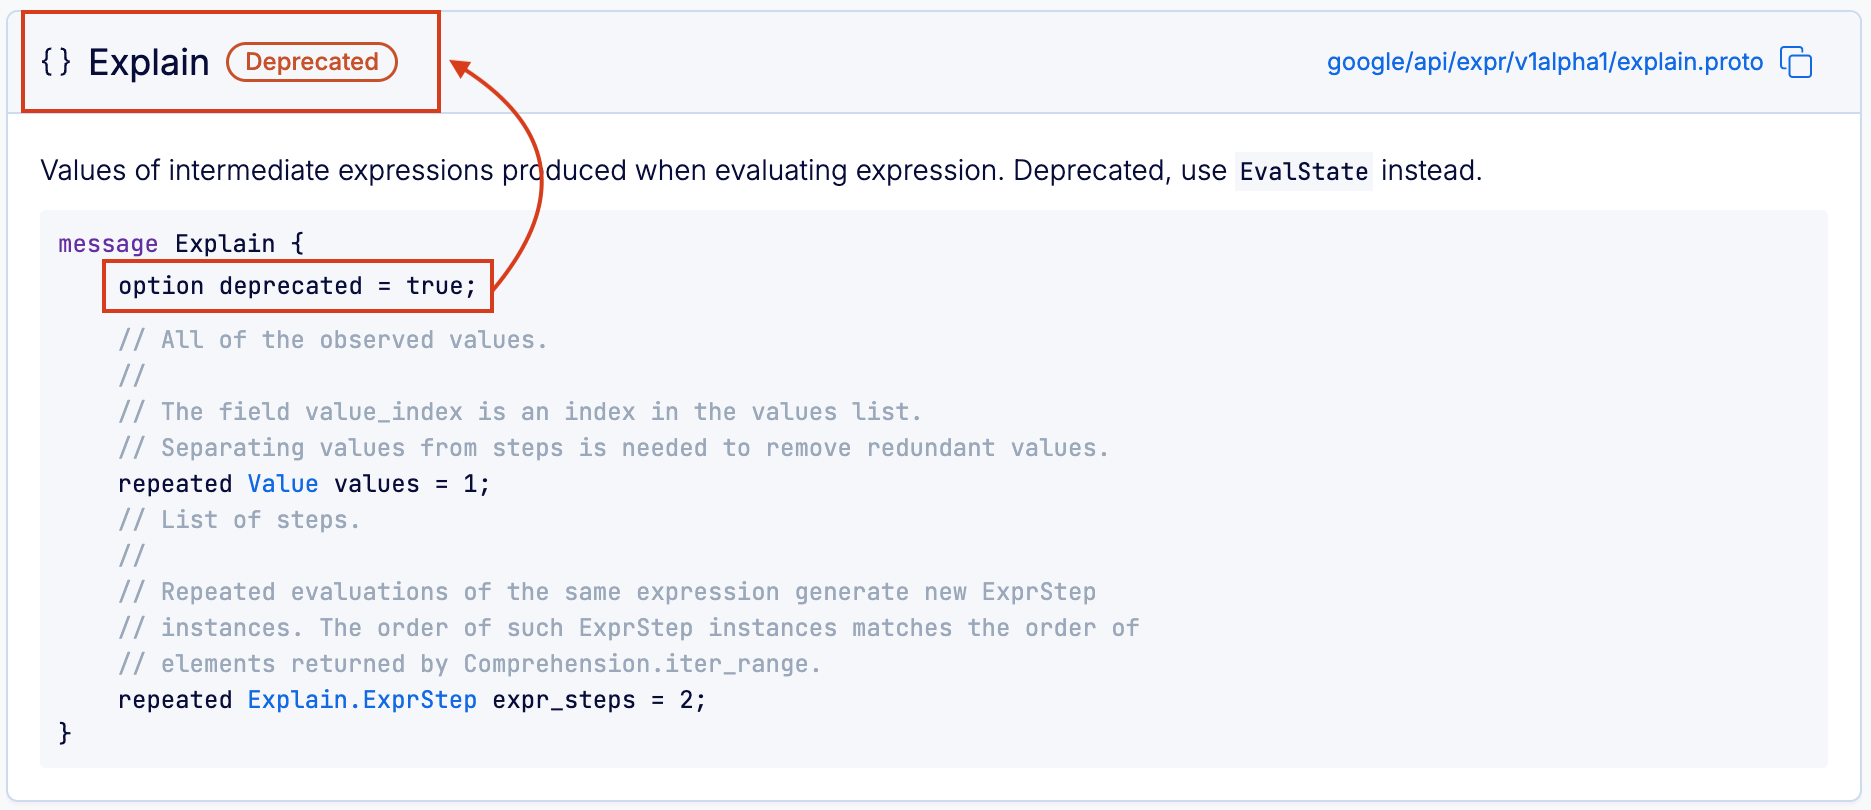 {} Explain Deprecated google/api/expr/v1alpha1/explain.proto
Values of intermediate expressions produced when evaluating expression. Deprecated, use EvalState instead.
message Explain {
    option deprecated = true;
    // All of the observed values.
    //
    // The field value_index is an index in the values list.
    // Separating values from steps is needed to remove redundant values.
    repeated Value values = 1;
    // List of steps.
    //
    // Repeated evaluations of the same expression generate new ExprStep
    // instances. The order of such ExprStep instances matches the order of
    // elements returned by Comprehension.iter_range.
    repeated Explain.ExprStep expr_steps = 2;
}